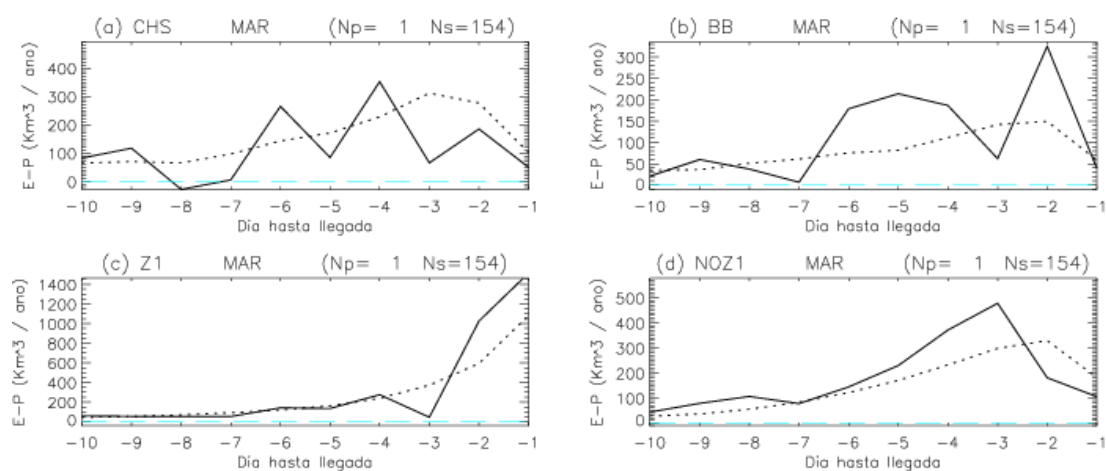 (a) CHS MAR (Np= 1 Ns=154)
E-P (Km^3 / ano)
400
300
200
100
0
-10 -9 -8 -7 -6 -5 -4 -3 -2 -1
Dia hasta llegada
(b) BB MAR (Np= 1 Ns=154)
E-P (Km^3 / ano)
300
250
200
150
100
50
0
-10 -9 -8 -7 -6 -5 -4 -3 -2 -1
Dia hasta llegada
(c) Z1 MAR (Np= 1 Ns=154)
E-P (Km^3 / ano)
1400
1200
1000
800
600
400
200
0
-10 -9 -8 -7 -6 -5 -4 -3 -2 -1
Dia hasta llegada
(d) NOZ1 MAR (Np= 1 Ns=154)
E-P (Km^3 / ano)
500
400
300
200
100
0
-10 -9 -8 -7 -6 -5 -4 -3 -2 -1
Dia hasta llegada